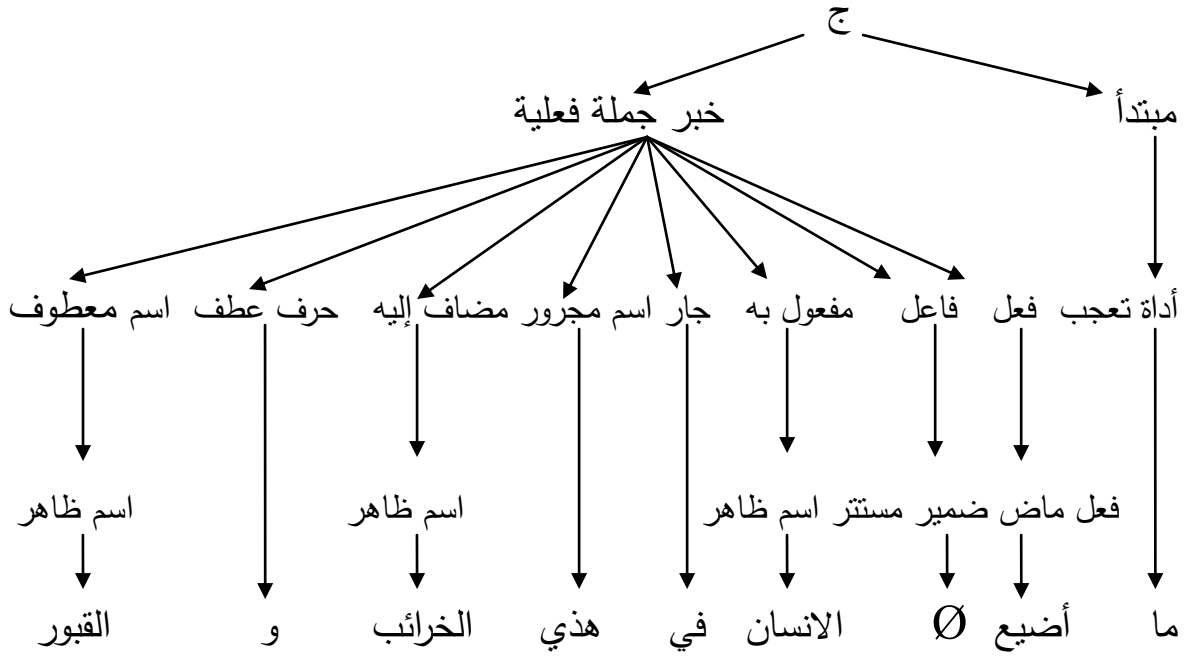 ج
مبتدأ خبر جملة فعلية
أداة تعجب فعل فاعل مفعول به جار اسم مجرور مضاف إليه حرف عطف اسم معطوف
فعل ماض ضمير مستتر اسم ظاهر اسم ظاهر اسم ظاهر
ما أضيع Ø الانسان في هذي الخرائب و القبور